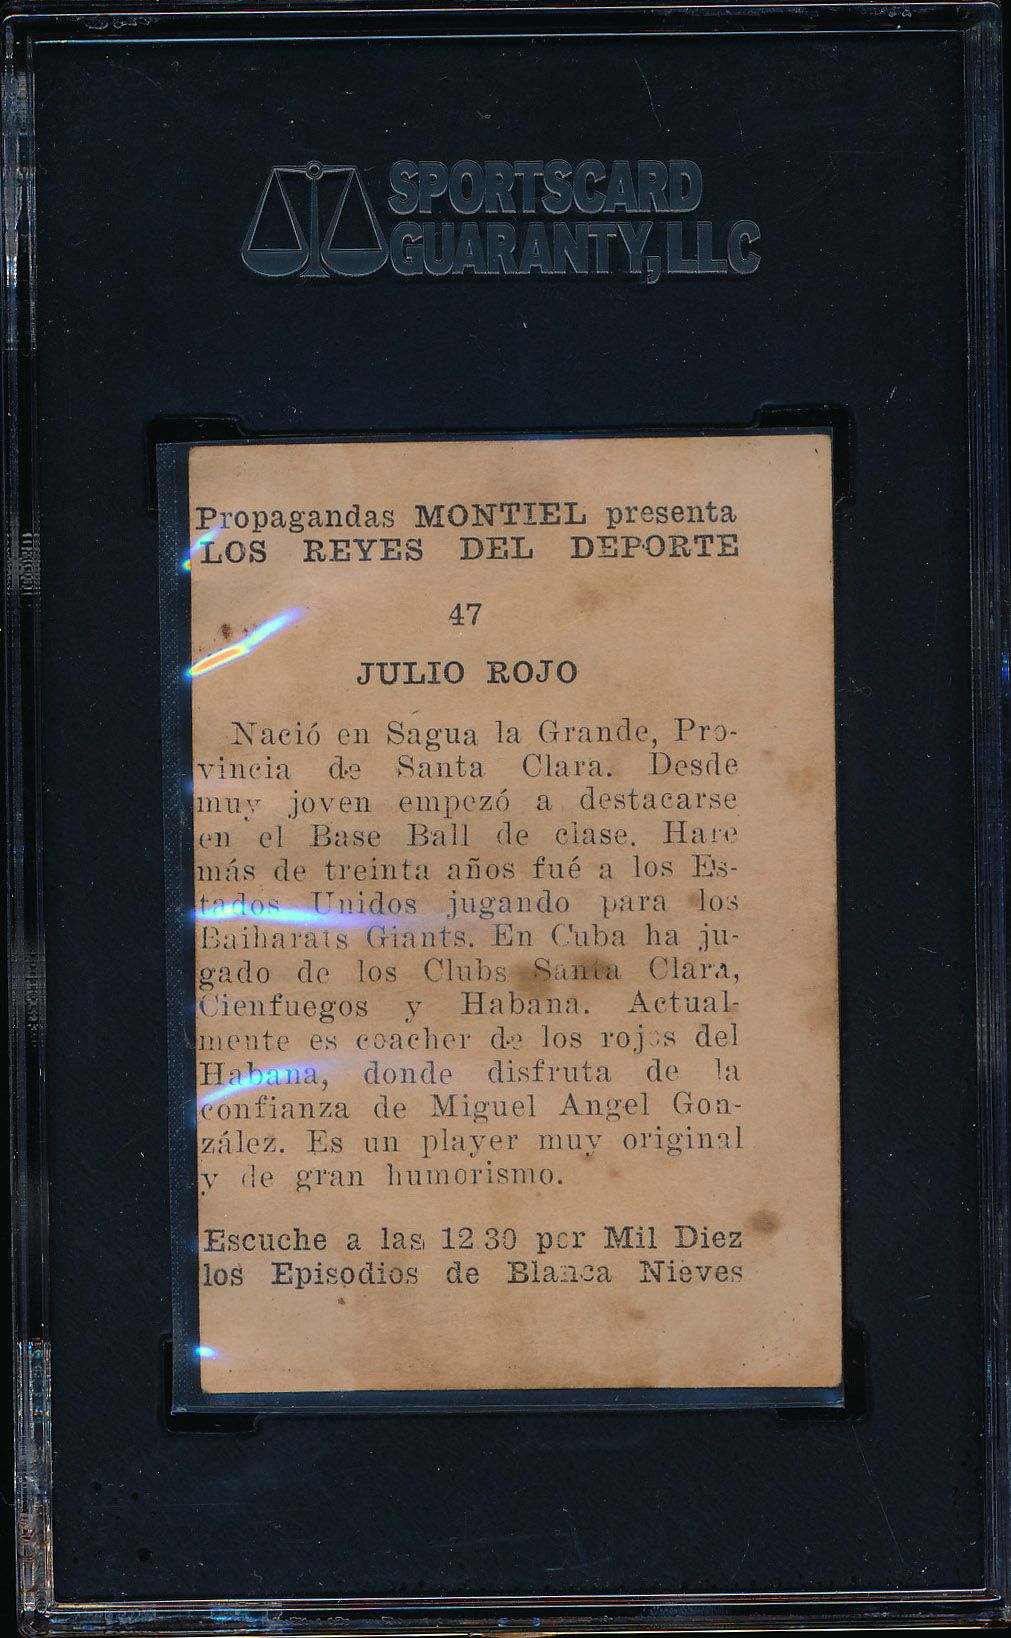 SPORTSCARD
GUARANTY, LLC
Propagandas MONTIEL presenta
LOS REYES DEL DEPORTE
47
JULIO ROJO
Nació en Sagua la Grande, Pro-
vincia de Santa Clara. Desde
muy joven empezó a destacarse
en el Base Ball de clase. Hare
más de treinta años fué a los Es-
tados Unidos jugando para los
Baiharats Giants. En Cuba ha ju-
gado de los Clubs Santa Clara,
Cienfuegos y Habana. Actual-
mente es coacher de los rojos del
Habana, donde disfruta de la
confianza de Miguel Angel Gon-
zález. Es un player muy original
y de gran humorismo.
Escuche a las 12.30 por Mil Diez
los Episodios de Blanca Nieves